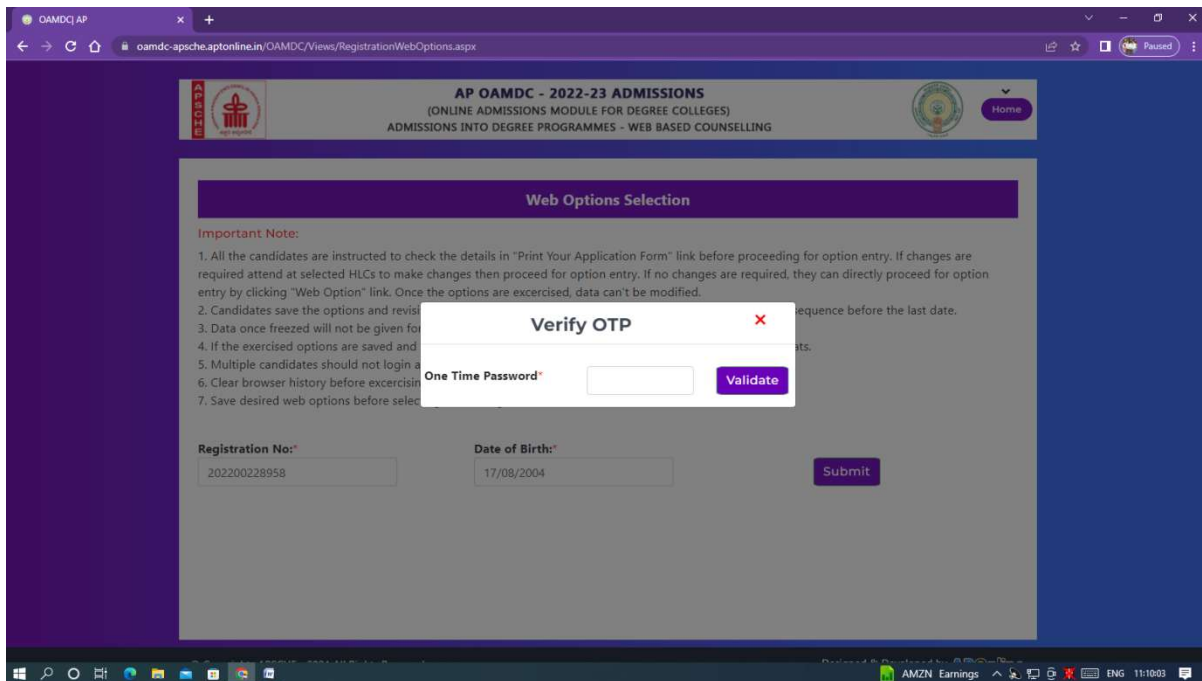 OAMDC| AP
oamdc-apsche.aptonline.in/OAMDC/Views/RegistrationWebOptions.aspx
Paused
APSCHE
AP OAMDC - 2022-23 ADMISSIONS
(ONLINE ADMISSIONS MODULE FOR DEGREE COLLEGES)
ADMISSIONS INTO DEGREE PROGRAMMES - WEB BASED COUNSELLING
Home
Web Options Selection
Important Note:
1. All the candidates are instructed to check the details in "Print Your Application Form" link before proceeding for option entry. If changes are
required attend at selected HLCs to make changes then proceed for option entry. If no changes are required, they can directly proceed for option
entry by clicking "Web Option" link. Once the options are excercised, data can't be modified.
2. Candidates save the options and revisi
sequence before the last date.
3. Data once freezed will not be given for
4. If the exercised options are saved and
5. Multiple candidates should not login a
6. Clear browser history before excercisin
7. Save desired web options before selec
Verify OTP
One Time Password*
Validate
Registration No:*
Date of Birth:*
202200228958
17/08/2004
Submit
AMZN Earnings
ENG
11:10:03